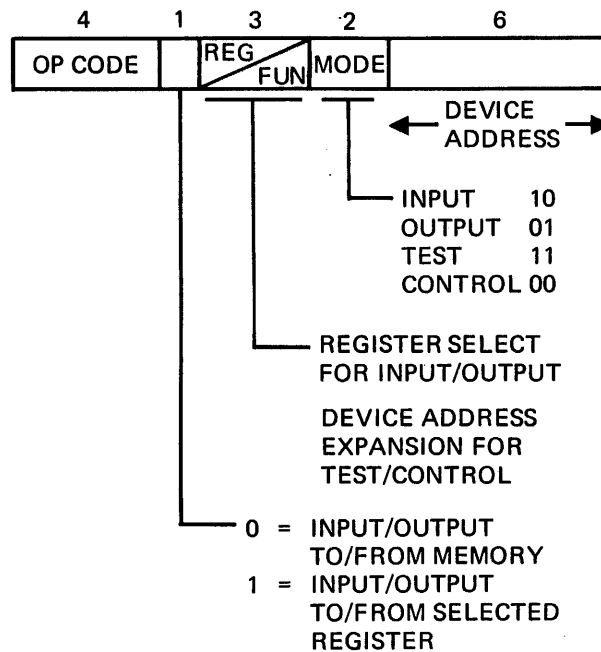 4 1 3 2 6
OP CODE REG FUN MODE
DEVICE
ADDRESS
INPUT 10
OUTPUT 01
TEST 11
CONTROL 00
REGISTER SELECT
FOR INPUT/OUTPUT
DEVICE ADDRESS
EXPANSION FOR
TEST/CONTROL
0 = INPUT/OUTPUT
TO/FROM MEMORY
1 = INPUT/OUTPUT
TO/FROM SELECTED
REGISTER